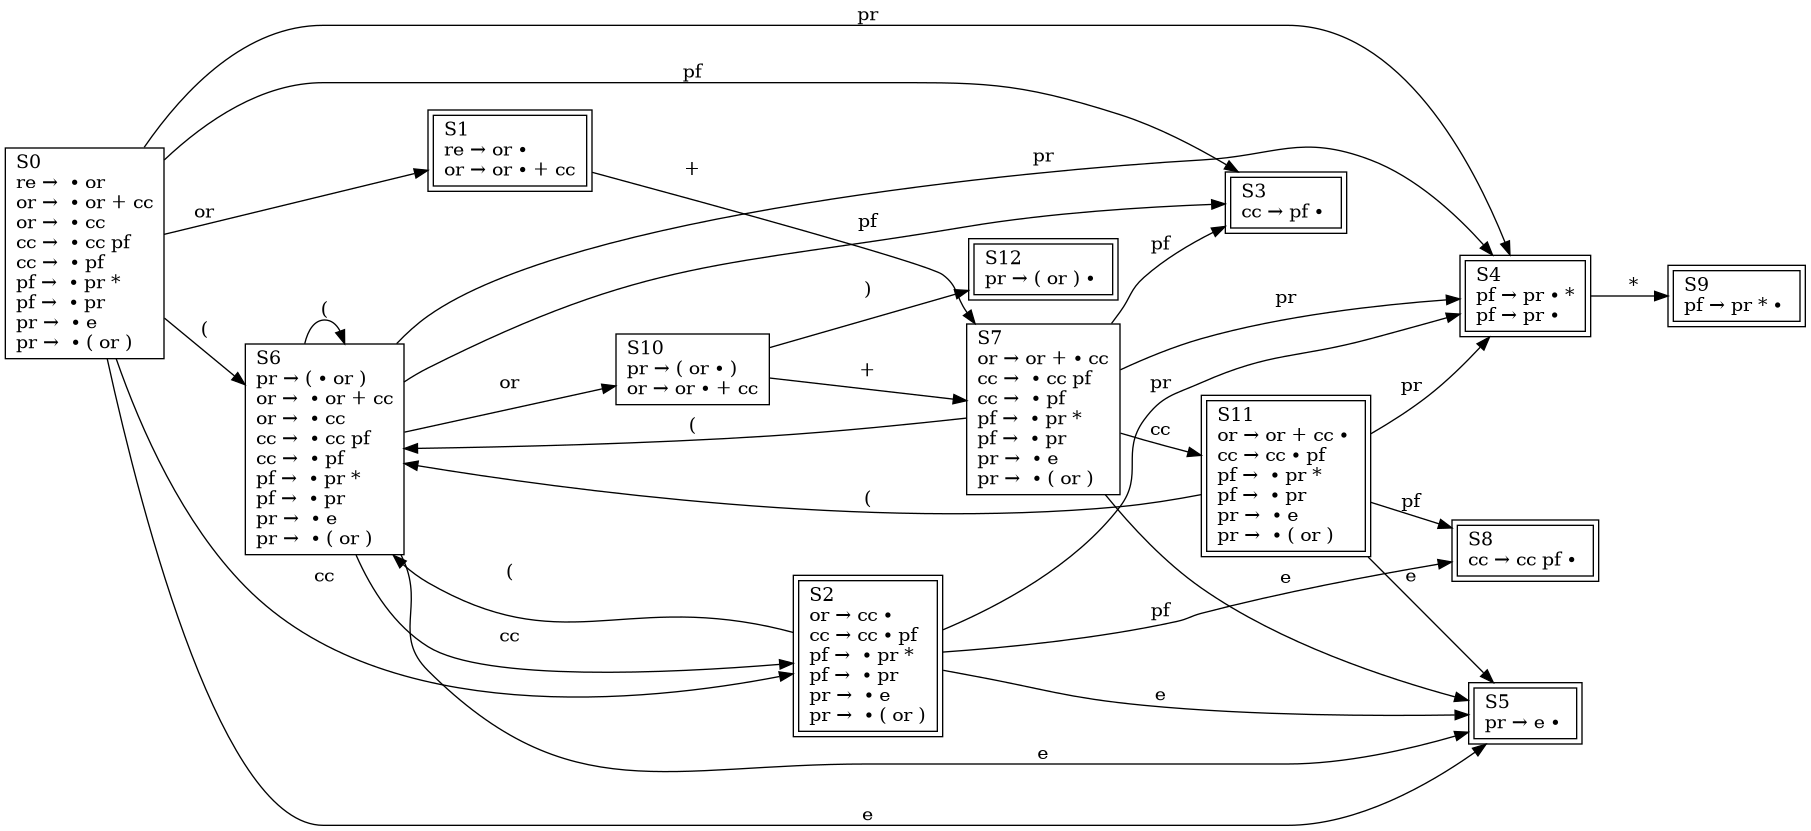 pr
pf
S0
re → • or
or → • or + cc
or → • cc
cc → • cc pf
cc → • pf
pf → • pr *
pf → • pr
pr → • e
pr → • ( or )
or
(
cc
e
S1
re → or •
or → or • + cc
+
S6
pr → ( • or )
or → • or + cc
or → • cc
cc → • cc pf
cc → • pf
pf → • pr *
pf → • pr
pr → • e
pr → • ( or )
(
pr
pf
or
cc
e
S10
pr → ( or • )
or → or • + cc
)
+
S12
pr → ( or ) •
S7
or → or + • cc
cc → • cc pf
cc → • pf
pf → • pr *
pf → • pr
pr → • e
pr → • ( or )
pf
pr
cc
(
e
S2
or → cc •
cc → cc • pf
pf → • pr *
pf → • pr
pr → • e
pr → • ( or )
(
pr
pf
e
S3
cc → pf •
S11
or → or + cc •
cc → cc • pf
pf → • pr *
pf → • pr
pr → • e
pr → • ( or )
(
pr
pf
e
S4
pf → pr • *
pf → pr •
*
S9
pf → pr * •
S8
cc → cc pf •
S5
pr → e •